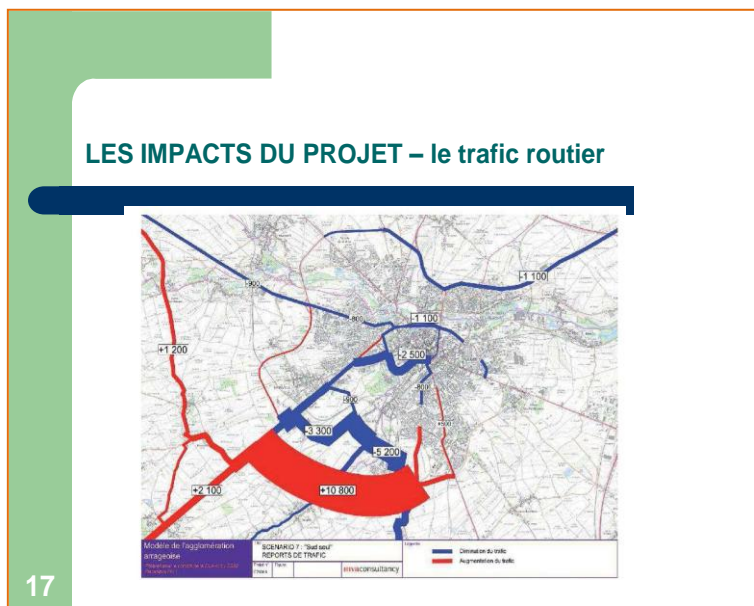 LES IMPACTS DU PROJET – le trafic routier
-1 100
-900
-800
-1 100
+1 200
-2 500
-800
-900
-3 300
+500
-5 200
+2 100
+10 800
Modèle de l'agglomération
arrageoise
SCENARIO 7 : "Sud seul"
REPORTS DE TRAFIC
mvaconsultancy
Diminution du trafic
Augmentation du trafic
17